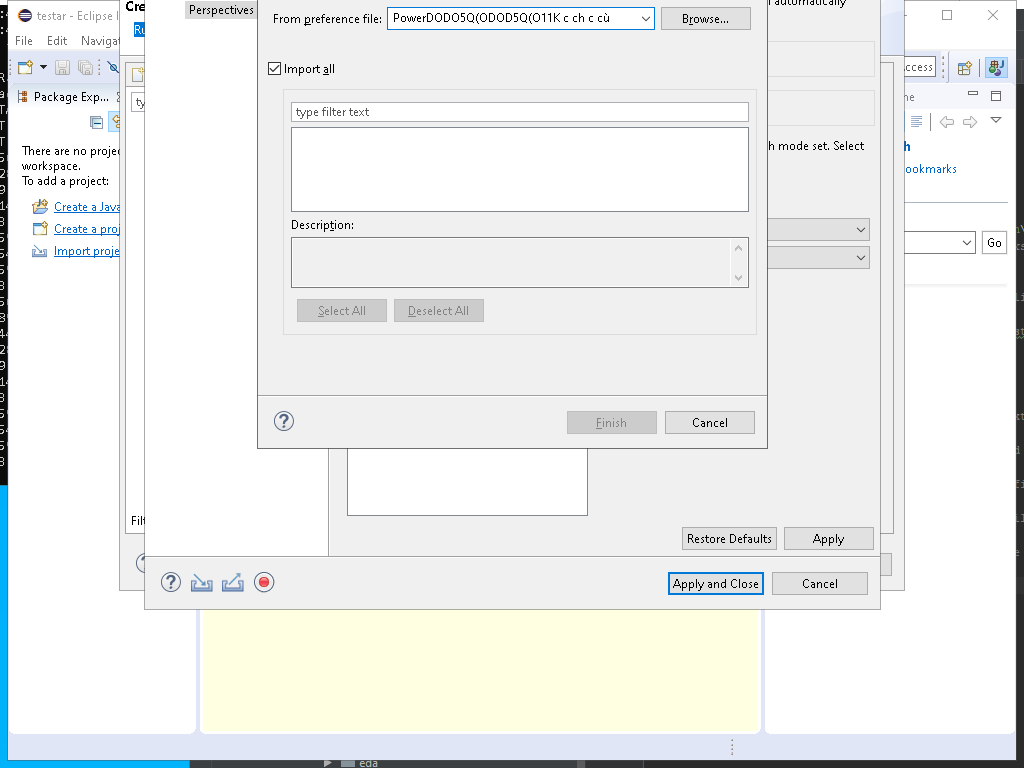 testar - Eclipse
File Edit Navigat
Package Exp...
There are no projec
workspace.
To add a project:
Create a Java
Create a proj
Import proje
Cre
Ru
ty
Filt
Perspectives
From preference file: PowerDODO5Q(ODOD5Q(O11K c ch c cù Browse...
Import all
type filter text
Description:
Select All Deselect All
Finish Cancel
automatically
h mode set. Select
Restore Defaults Apply
Apply and Close Cancel
ccess
ne
h
ookmarks
Go
eda